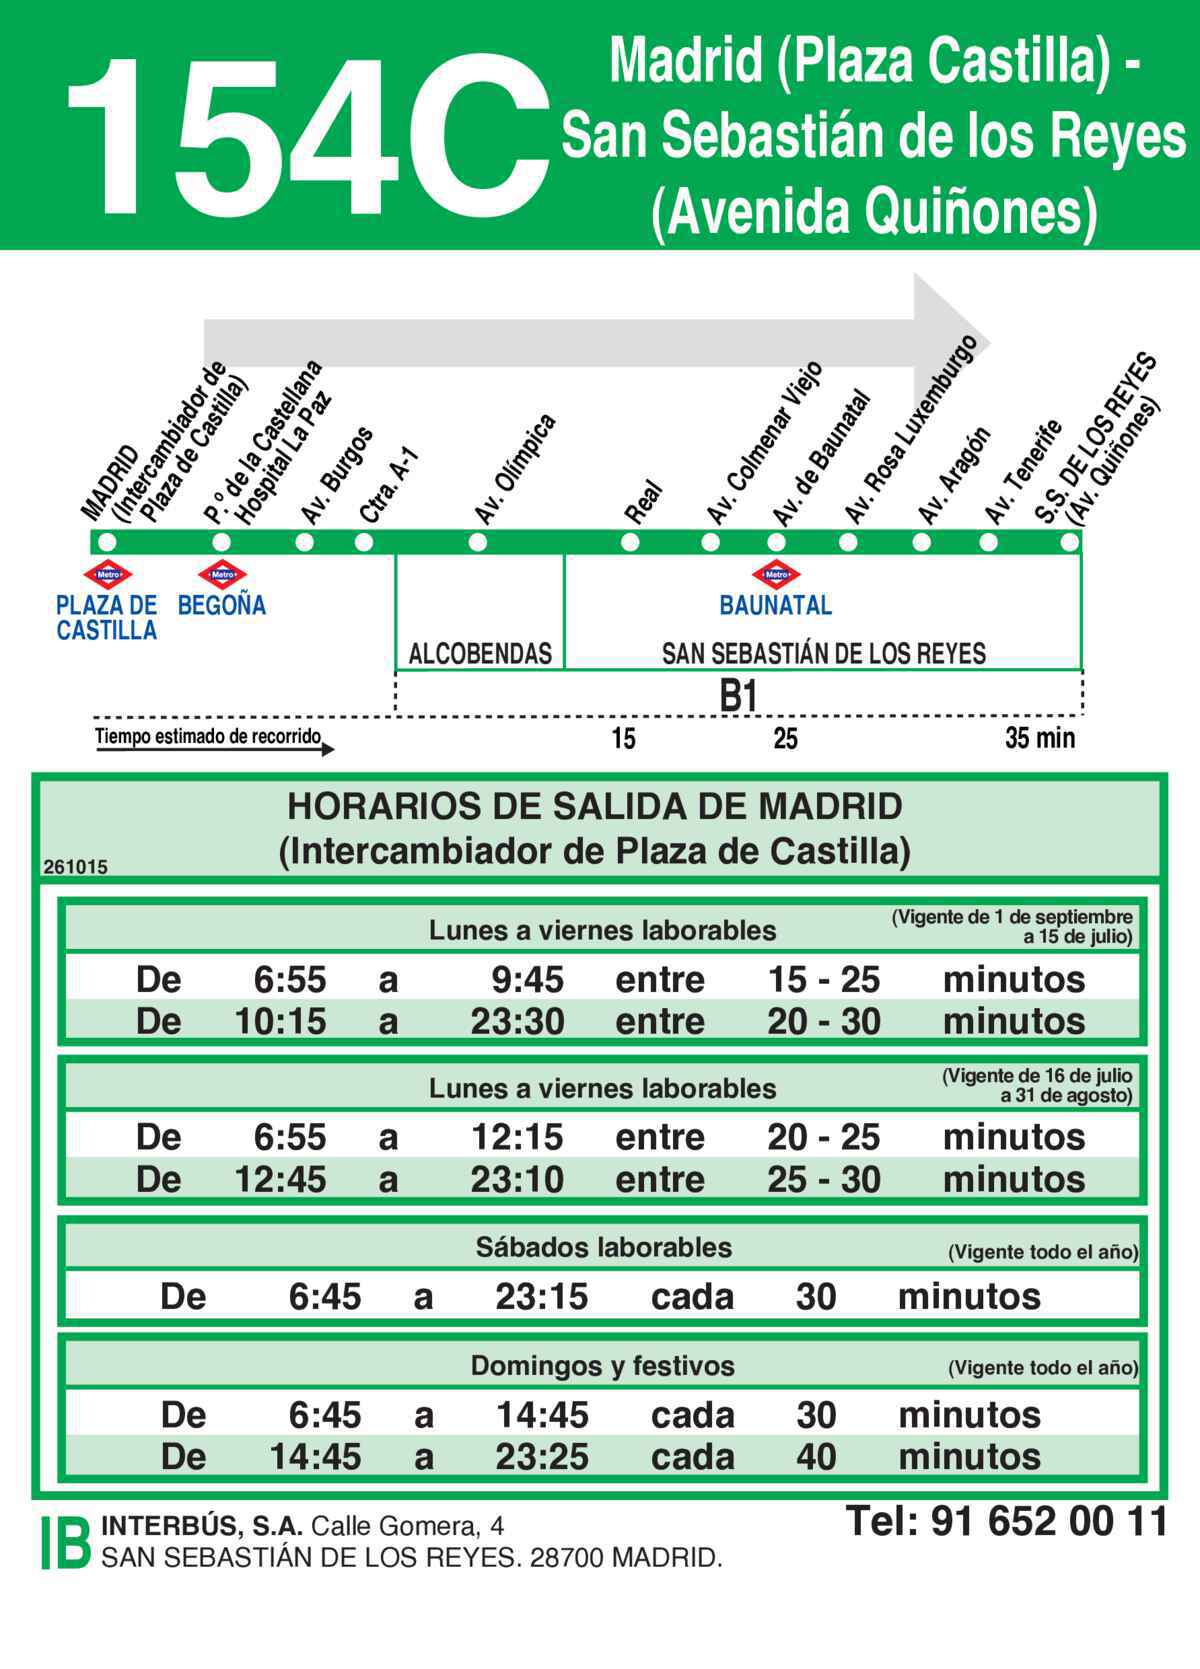 154C
Madrid (Plaza Castilla) -
San Sebastián de los Reyes
(Avenida Quiñones)
MADRID
(Intercambiador de
Plaza de Castilla)
P.º de la Castellana
Hospital La Paz
Av. Burgos
Ctra. A-1
Av. Olímpica
Real
Av. Colmenar Viejo
Av. de Baunatal
Av. Rosa Luxemburgo
Av. Aragón
Av. Tenerife
S.S. DE LOS REYES
(Av. Quiñones)
Metro
PLAZA DE
CASTILLA
Metro
BEGOÑA
Metro
BAUNATAL
ALCOBENDAS
SAN SEBASTIÁN DE LOS REYES
B1
Tiempo estimado de recorrido 15 25 35 min
HORARIOS DE SALIDA DE MADRID
(Intercambiador de Plaza de Castilla)
261015
Lunes a viernes laborables
(Vigente de 1 de septiembre
a 15 de julio)
De 6:55 a 9:45 entre 15 - 25 minutos
De 10:15 a 23:30 entre 20 - 30 minutos
Lunes a viernes laborables
(Vigente de 16 de julio
a 31 de agosto)
De 6:55 a 12:15 entre 20 - 25 minutos
De 12:45 a 23:10 entre 25 - 30 minutos
Sábados laborables (Vigente todo el año)
De 6:45 a 23:15 cada 30 minutos
Domingos y festivos (Vigente todo el año)
De 6:45 a 14:45 cada 30 minutos
De 14:45 a 23:25 cada 40 minutos
IB
INTERBÚS, S.A. Calle Gomera, 4
SAN SEBASTIÁN DE LOS REYES. 28700 MADRID.
Tel: 91 652 00 11